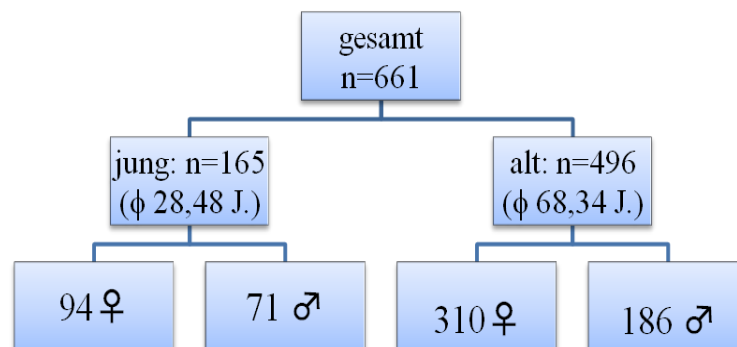 gesamt
n=661
jung: n=165
(ϕ 28,48 J.)
alt: n=496
(ϕ 68,34 J.)
94♀
71 ♂
310♀
186 ♂